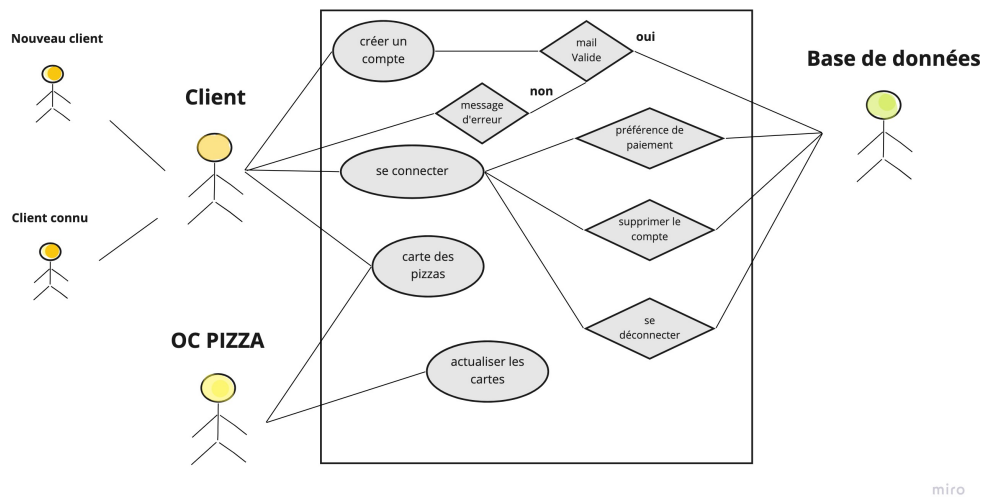 Nouveau client
Client
Client connu
OC PIZZA
créer un
compte
mail
Valide
oui
non
message
d'erreur
préférence de
paiement
se connecter
supprimer le
compte
carte des
pizzas
se
déconnecter
actualiser les
cartes
Base de données
miro